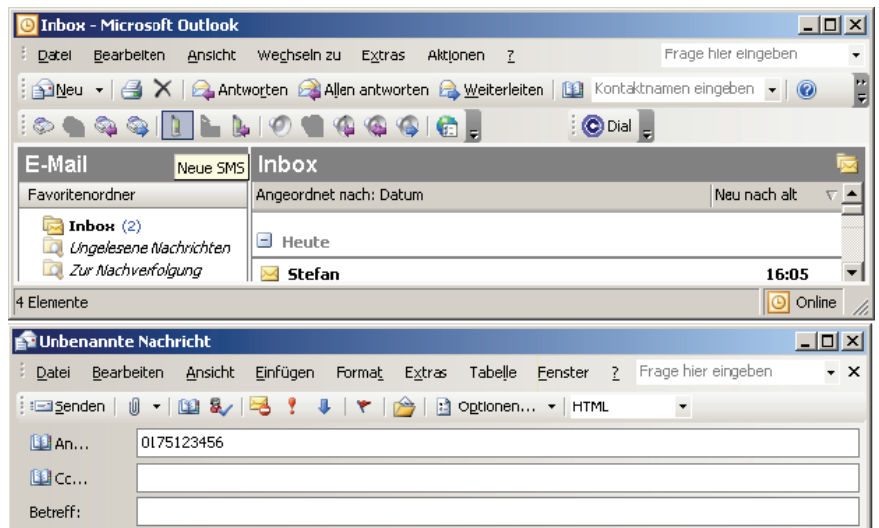 Inbox - Microsoft Outlook
Datei Bearbeiten Ansicht Wechseln zu Extras Aktionen ? Frage hier eingeben
Neu Antworten Allen antworten Weiterleiten Kontaktnamen eingeben
Dial
E-Mail Neue SMS Inbox
Favoritenordner Angeordnet nach: Datum Neu nach alt
Inbox (2)
Heute
Ungelesene Nachrichten
Zur Nachverfolgung Stefan 16:05
4 Elemente Online
Unbenannte Nachricht
Datei Bearbeiten Ansicht Einfügen Format Extras Tabelle Fenster ? Frage hier eingeben
Senden Optionen... HTML
An... 0175123456
Cc...
Betreff: